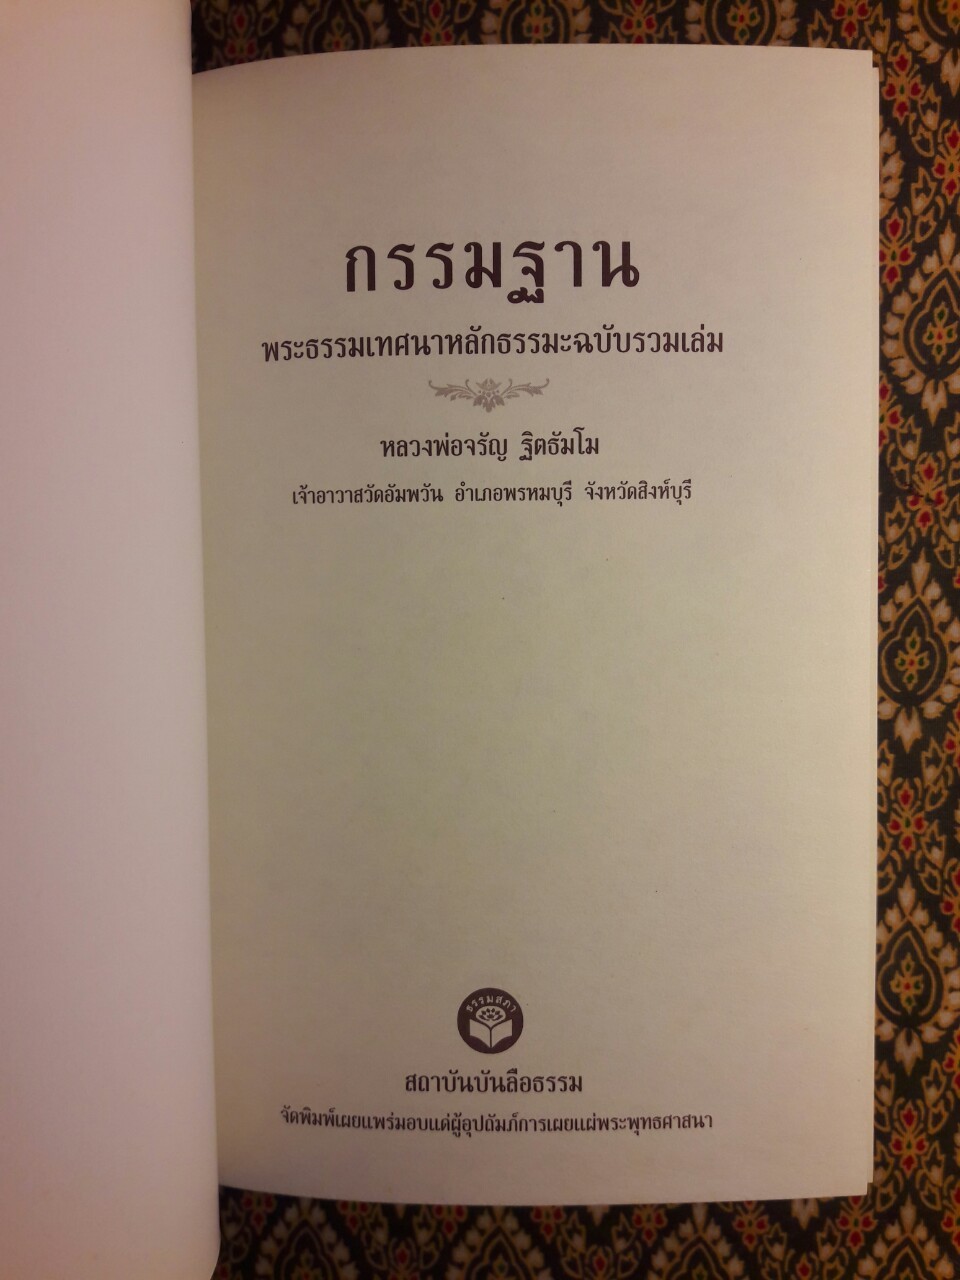 กรรมฐาน
พระธรรมเทศนาหลักธรรมะฉบับรวมเล่ม
หลวงพ่อจรัญ ฐิตธัมโม
เจ้าอาวาสวัดอัมพวัน อำเภอพรหมบุรี จังหวัดสิงห์บุรี
ธรรมสภา
สถาบันบันลือธรรม
จัดพิมพ์เผยแพร่มอบแด่ผู้อุปถัมภ์การเผยแผ่พระพุทธศาสนา